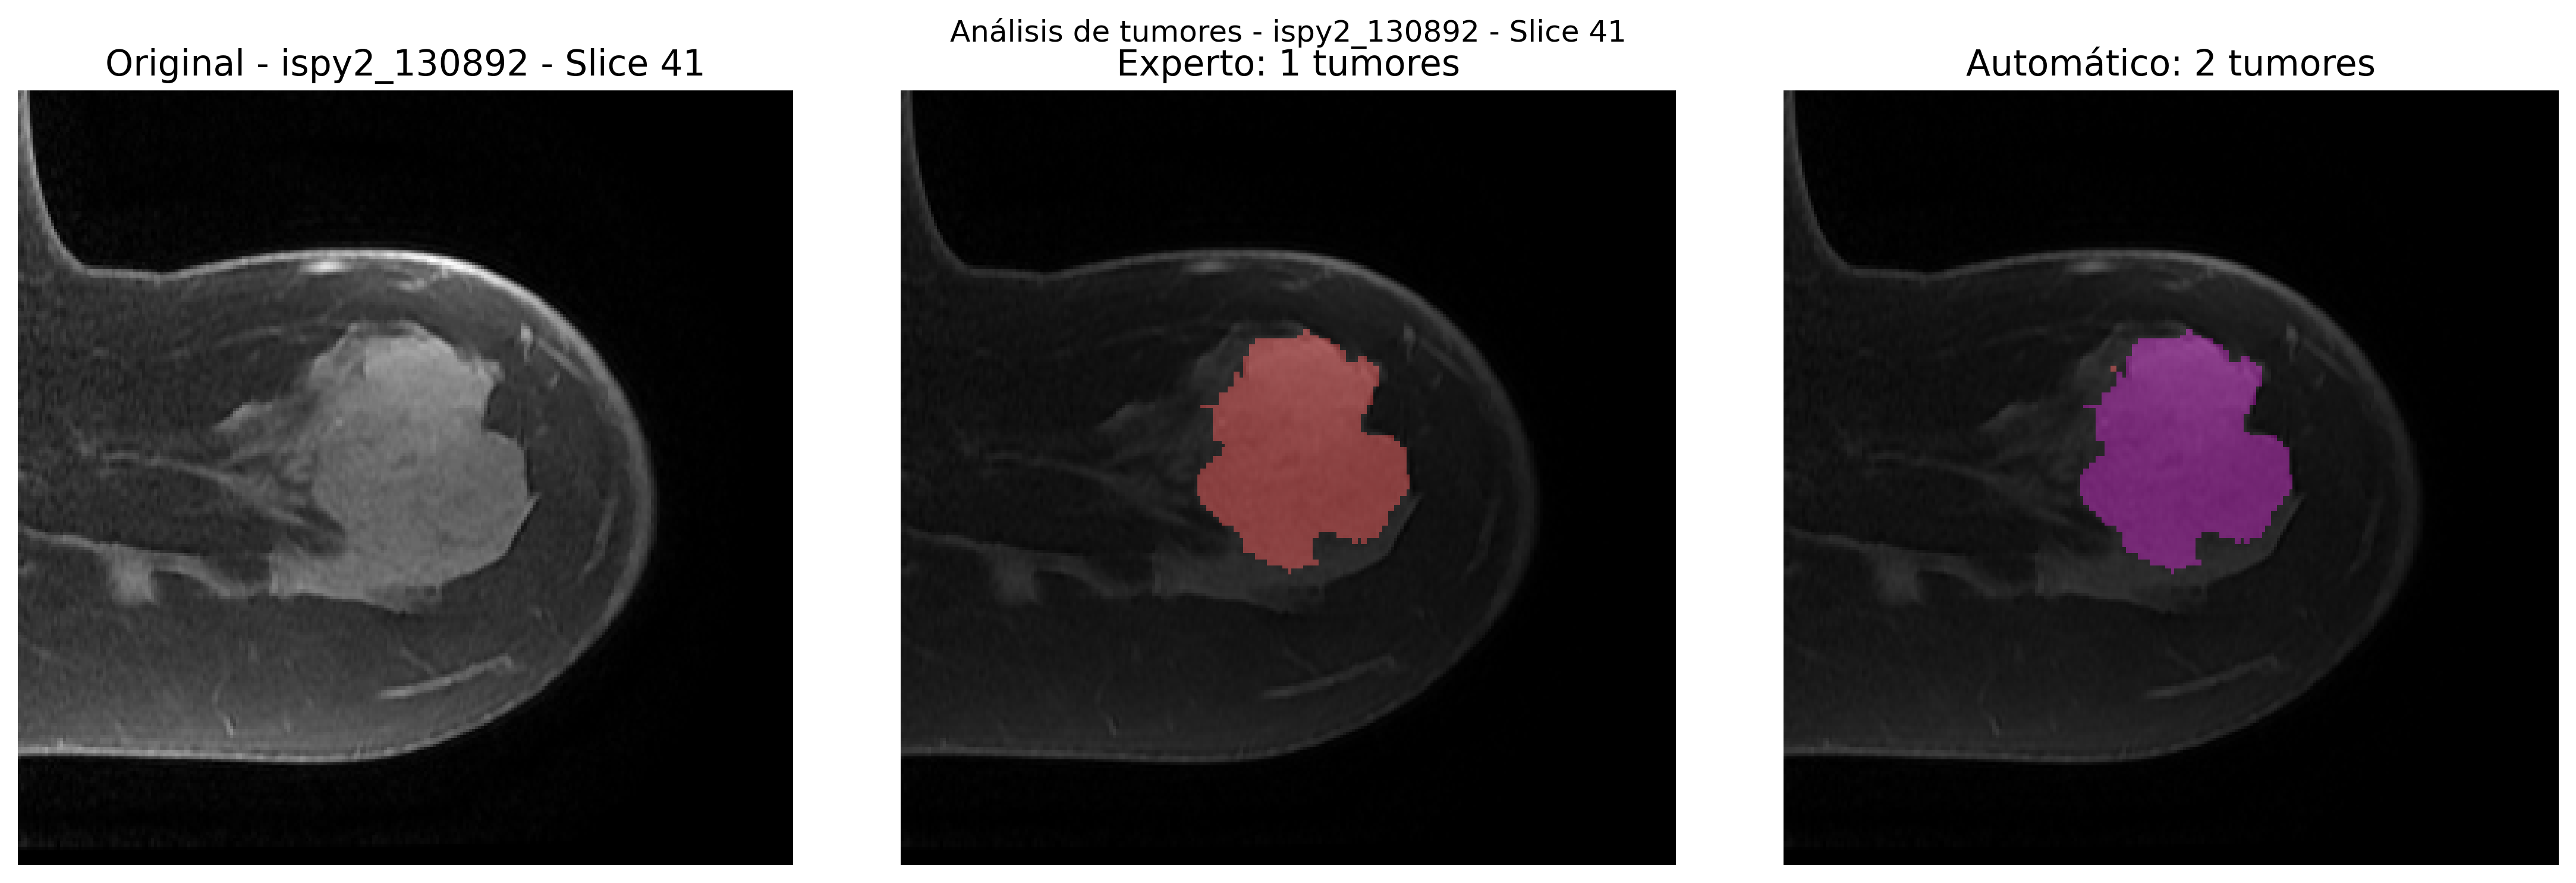 Análisis de tumores - ispy2_130892 - Slice 41
Original - ispy2_130892 - Slice 41
Experto: 1 tumores
Automático: 2 tumores